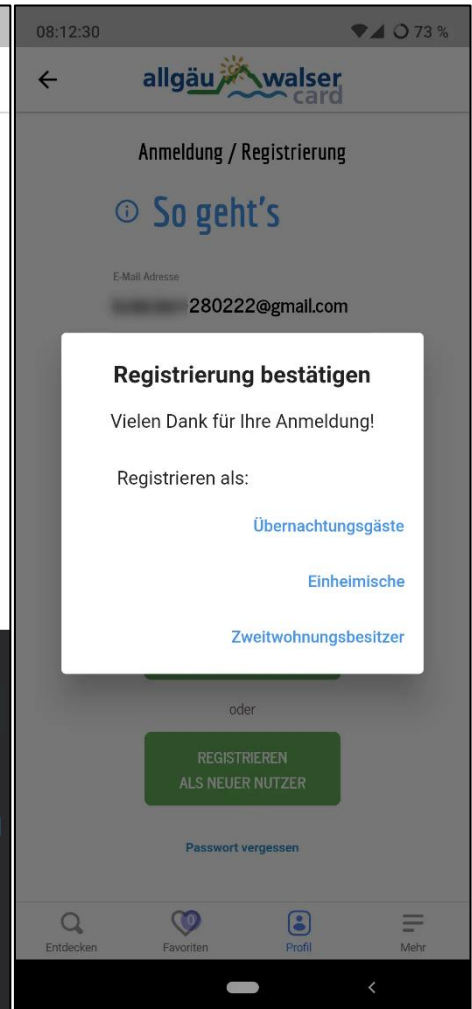 08:12:30
73 %
allgäu walser
card
Anmeldung / Registrierung
So geht's
E-Mail Adresse
280222@gmail.com
Registrierung bestätigen
Vielen Dank für Ihre Anmeldung!
Registrieren als:
Übernachtungsgäste
Einheimische
Zweitwohnungsbesitzer
oder
REGISTRIEREN
ALS NEUER NUTZER
Passwort vergessen
0
Entdecken Favoriten Profil Mehr